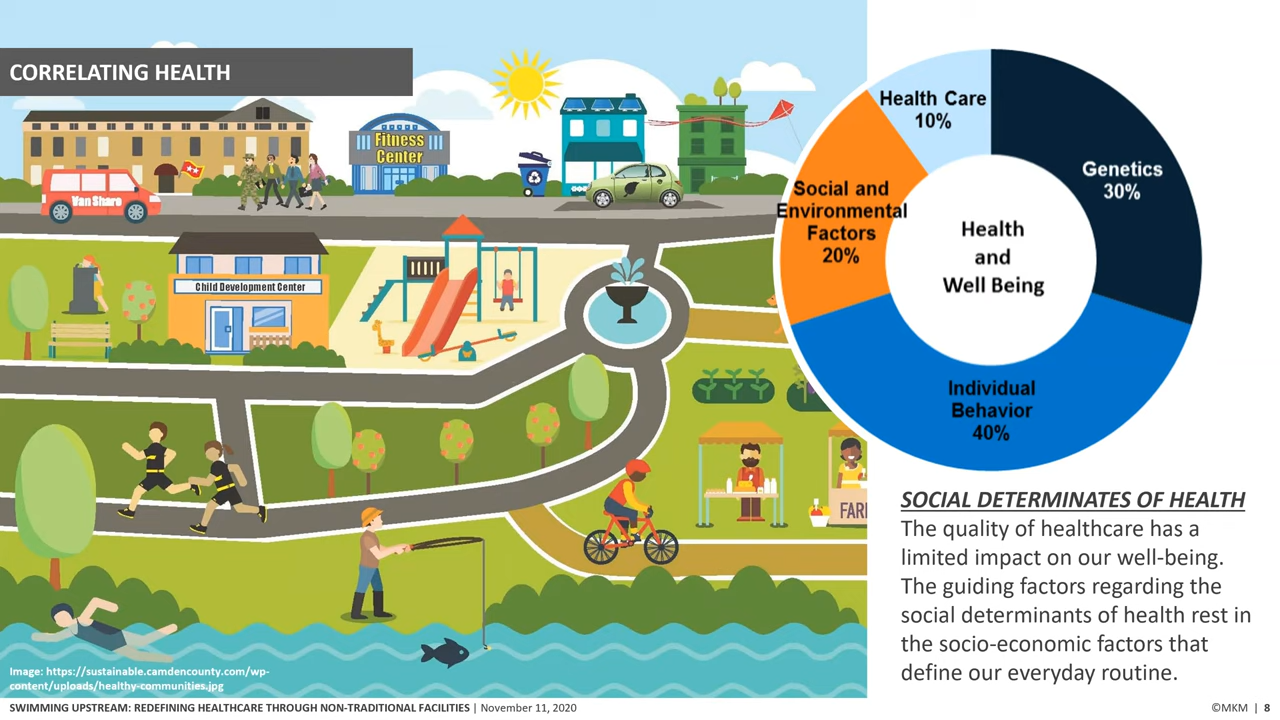 CORRELATING HEALTH
Fitness
Center
Van Share
Child Development Center
FAR
Health Care
10%
Genetics
30%
Social and
Environmental
Factors
20%
Health
and
Well Being
Individual
Behavior
40%
SOCIAL DETERMINATES OF HEALTH
The quality of healthcare has a
limited impact on our well-being.
The guiding factors regarding the
social determinants of health rest in
the socio-economic factors that
define our everyday routine.
Image: https://sustainable.camdencounty.com/wp-
content/uploads/healthy-communities.jpg
SWIMMING UPSTREAM: REDEFINING HEALTHCARE THROUGH NON-TRADITIONAL FACILITIES | November 11, 2020
©MKM | 8